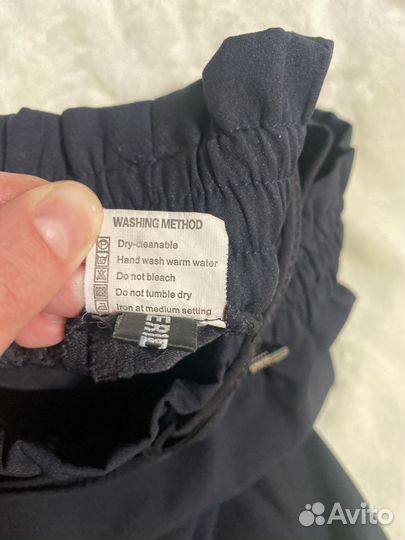 WASHING METHOD
Dry-cleanable
Hand wash warm water
Do not bleach
Do not tumble dry
Iron at medium setting
Avito